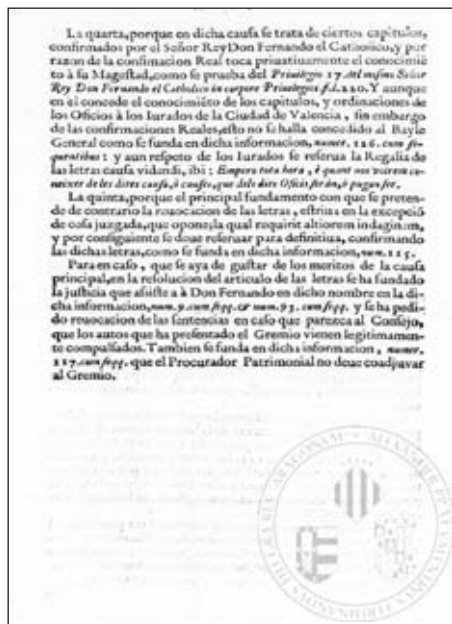 La quarta, porque en dicha causa se trata de ciertos capitulos,
confirmados por el Señor Rey Don Fernando el Catholico, y por
razon de la confimacion Real toca priuatiuamente el conocimiẽ
to à su Magestad, como se prueba del Priuilegio 17. del mismo Señor
Rey Don Fernando el Catholico in corpore Priuilegior. fol. 220. Y aunque
en el concede el conocimiẽto de los capitulos, y ordinaciones de
los Oficios à los Iurados de la Ciudad de Valencia, sin embargo
de las confirmaciones Reales, esto no se halla concedido al Bayle
General como se funda en dicha informacion, numer. 126. cum se-
quentibus: y aun respeto de los Iurados se reserua la Regalia de
las letras causa videndi, ibi: Empero tota hora, è quant nos voirem co-
neixer de les dites causa, ò causes, que dels dits Oficis seràn, ò pugan ser.
La quinta, porque el principal fundamento con que se preten-
de de contrario la reuocacion de las letras, estriua en la excepciõ
de cosa juzgada, que opone, la qual requirit altiorem indaginem,
y por configuiente se deue reseruar para definitiua, confirmando
las dichas letras, como se funda en dicha informacion, num. 115.
Para en caso, que se aya de gustar de los meritos de la causa
principal, en la resolucion del articulo de las letras se ha fundado
la justicia que assiste a à Don Fernando en dicho nombre en la di-
cha informacion, num. 9. cum seqq. & num. 93. cum seqq. y se ha pedi-
do reuocacion de las sentencias en caso que parezca al Consejo,
que los autos que ha presentado el Gremio vienen legitimamen-
te compulsados. Tambien se funda en dicha informacion, numer.
117. cum seqq. que el Procurador Patrimonial no deue coadjuvar
al Gremio.